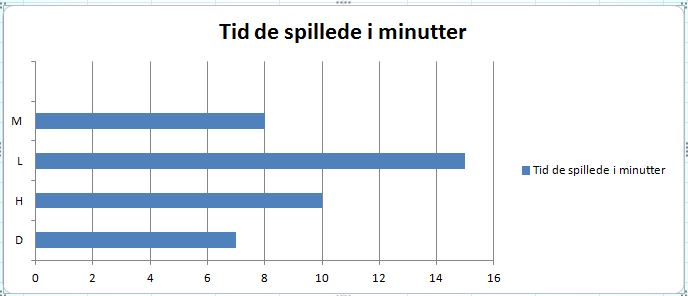 Tid de spillede i minutter
M
L
H
D
Tid de spillede i minutter
0 2 4 6 8 10 12 14 16